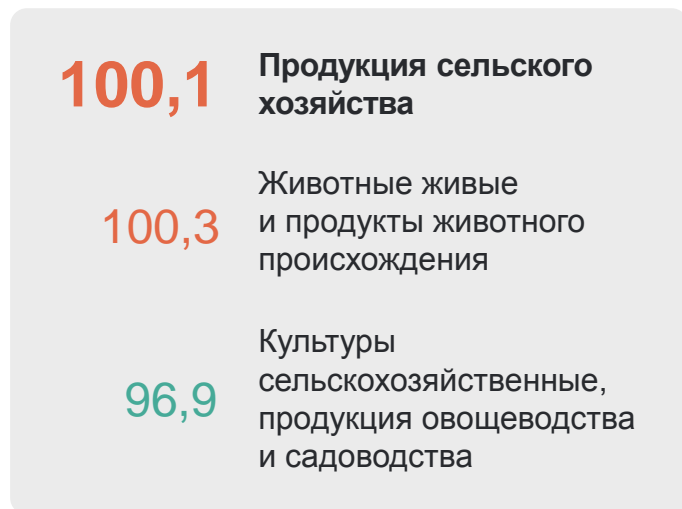 100,1
Продукция сельского
хозяйства
100,3
Животные живые
и продукты животного
происхождения
96,9
Культуры
сельскохозяйственные,
продукция овощеводства
и садоводства